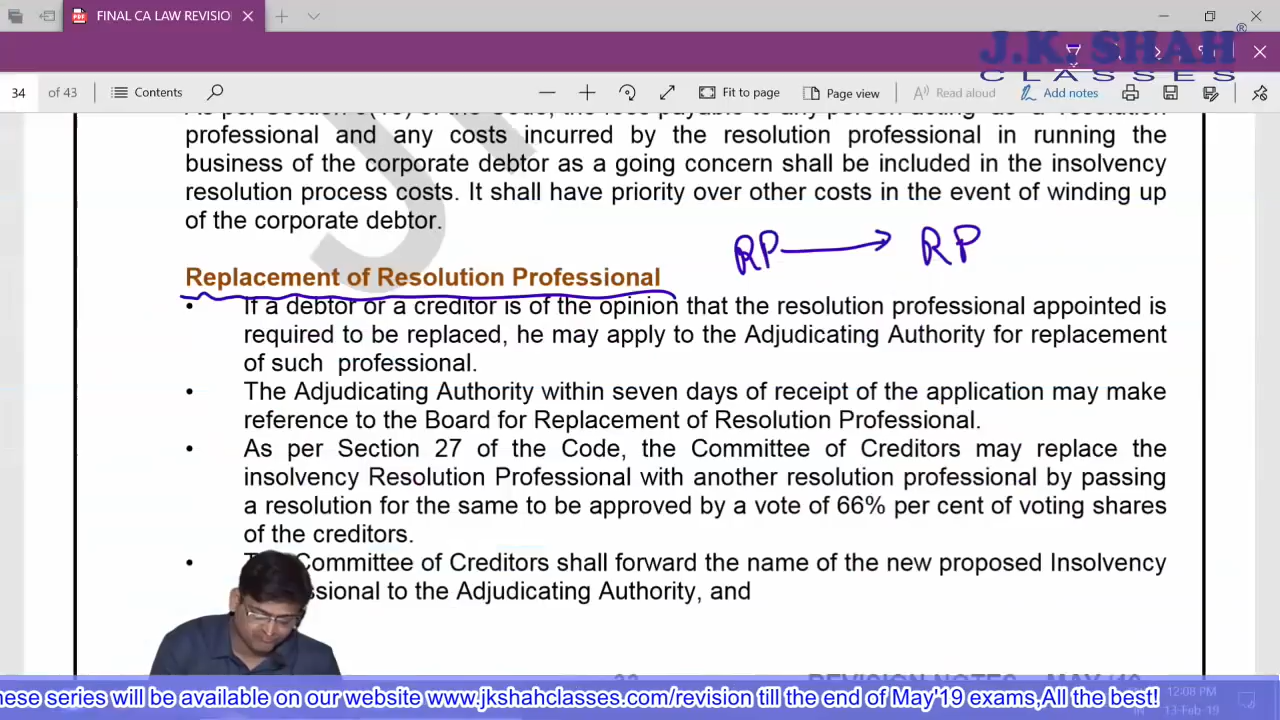 FINAL CA LAW REVISIO
J.K. SHAH
®
CLASSES
34 of 43
Contents
Fit to page
Page view
Read aloud
Add notes
professional and any costs incurred by the resolution professional in running the
business of the corporate debtor as a going concern shall be included in the insolvency
resolution process costs. It shall have priority over other costs in the event of winding up
of the corporate debtor.
RP → RP
Replacement of Resolution Professional
• If a debtor or a creditor is of the opinion that the resolution professional appointed is
required to be replaced, he may apply to the Adjudicating Authority for replacement
of such professional.
• The Adjudicating Authority within seven days of receipt of the application may make
reference to the Board for Replacement of Resolution Professional.
• As per Section 27 of the Code, the Committee of Creditors may replace the
insolvency Resolution Professional with another resolution professional by passing
a resolution for the same to be approved by a vote of 66% per cent of voting shares
of the creditors.
• Committee of Creditors shall forward the name of the new proposed Insolvency
ssional to the Adjudicating Authority, and
hese series will be available on our website www.jkshahclasses.com/revision till the end of May'19 exams,All the best!
12:08 PM
13-Feb-19